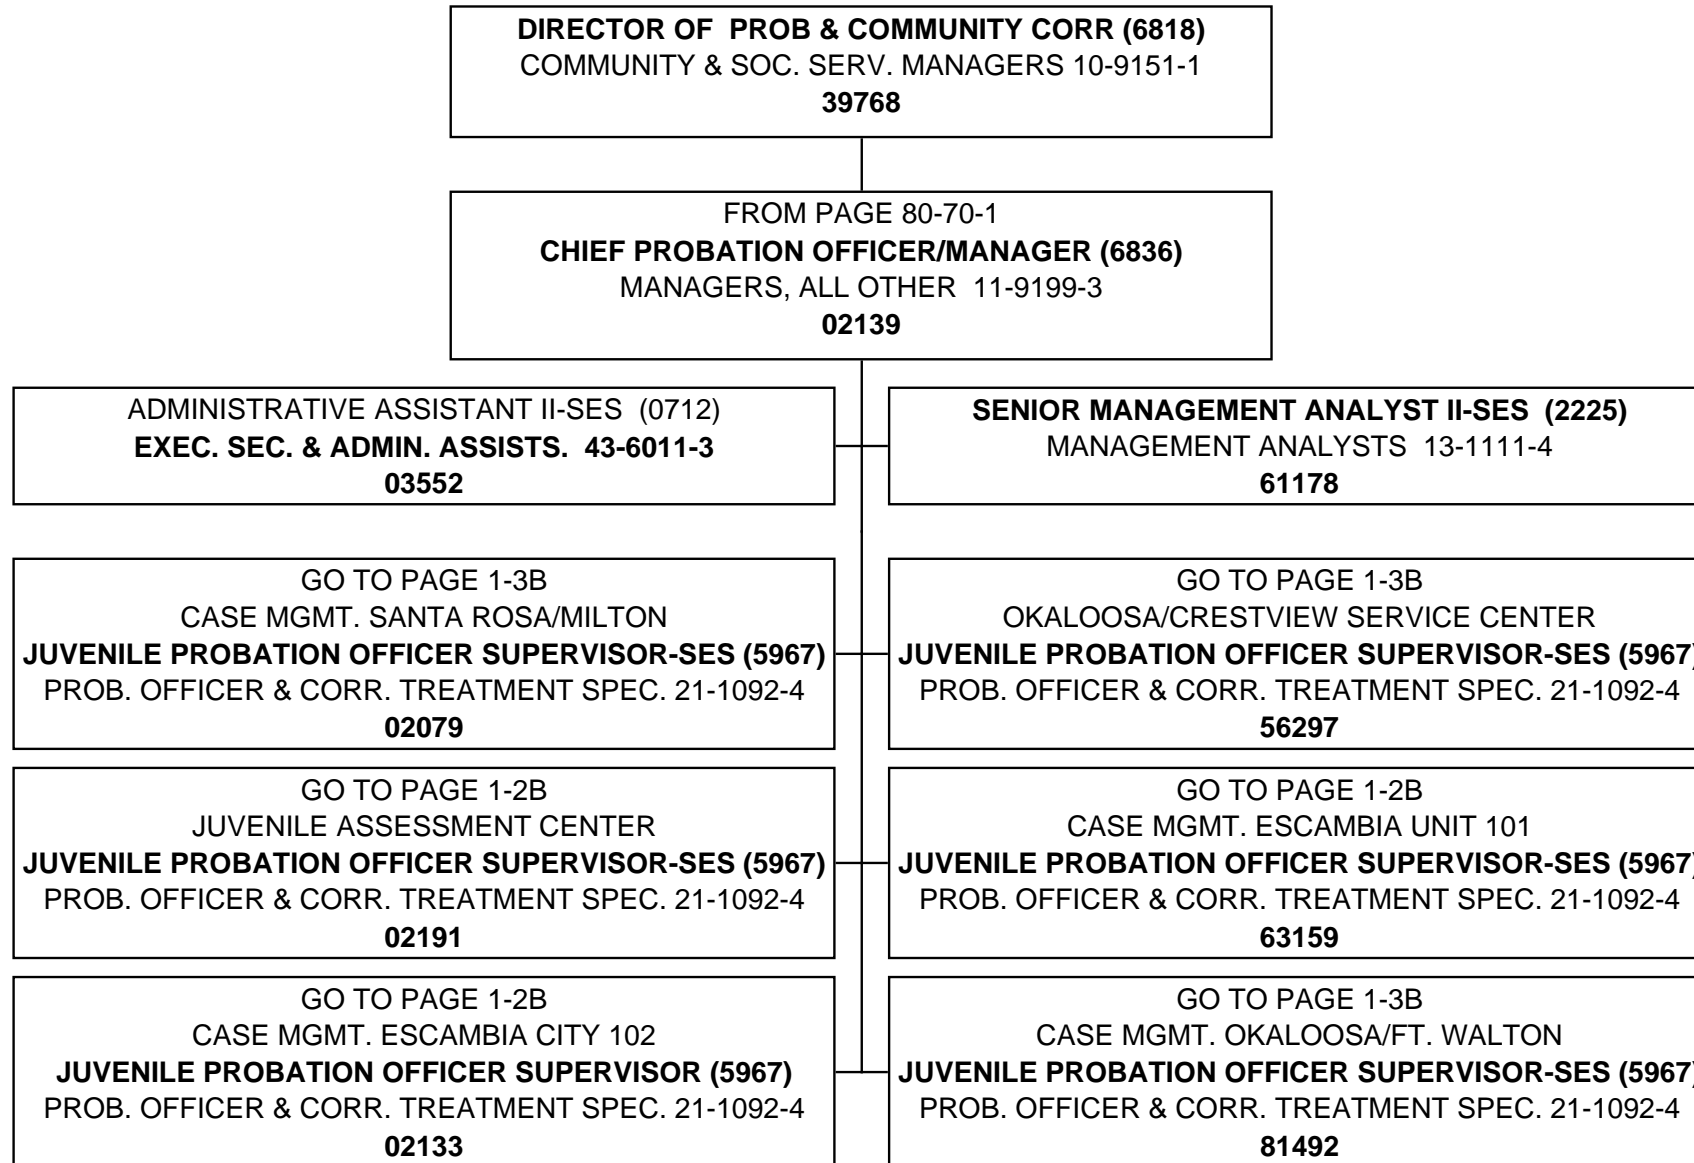 DIRECTOR OF PROB & COMMUNITY CORR (6818)
COMMUNITY & SOC. SERV. MANAGERS 10-9151-1
39768
FROM PAGE 80-70-1
CHIEF PROBATION OFFICER/MANAGER (6836)
MANAGERS, ALL OTHER 11-9199-3
02139
ADMINISTRATIVE ASSISTANT II-SES (0712)
EXEC. SEC. & ADMIN. ASSISTS. 43-6011-3
03552
SENIOR MANAGEMENT ANALYST II-SES (2225)
MANAGEMENT ANALYSTS 13-1111-4
61178
GO TO PAGE 1-3B
CASE MGMT. SANTA ROSA/MILTON
JUVENILE PROBATION OFFICER SUPERVISOR-SES (5967)
PROB. OFFICER & CORR. TREATMENT SPEC. 21-1092-4
02079
GO TO PAGE 1-3B
OKALOOSA/CRESTVIEW SERVICE CENTER
JUVENILE PROBATION OFFICER SUPERVISOR-SES (5967)
PROB. OFFICER & CORR. TREATMENT SPEC. 21-1092-4
56297
GO TO PAGE 1-2B
JUVENILE ASSESSMENT CENTER
JUVENILE PROBATION OFFICER SUPERVISOR-SES (5967)
PROB. OFFICER & CORR. TREATMENT SPEC. 21-1092-4
02191
GO TO PAGE 1-2B
CASE MGMT. ESCAMBIA UNIT 101
JUVENILE PROBATION OFFICER SUPERVISOR-SES (5967)
PROB. OFFICER & CORR. TREATMENT SPEC. 21-1092-4
63159
GO TO PAGE 1-2B
CASE MGMT. ESCAMBIA CITY 102
JUVENILE PROBATION OFFICER SUPERVISOR (5967)
PROB. OFFICER & CORR. TREATMENT SPEC. 21-1092-4
02133
GO TO PAGE 1-3B
CASE MGMT. OKALOOSA/FT. WALTON
JUVENILE PROBATION OFFICER SUPERVISOR-SES (5967)
PROB. OFFICER & CORR. TREATMENT SPEC. 21-1092-4
81492